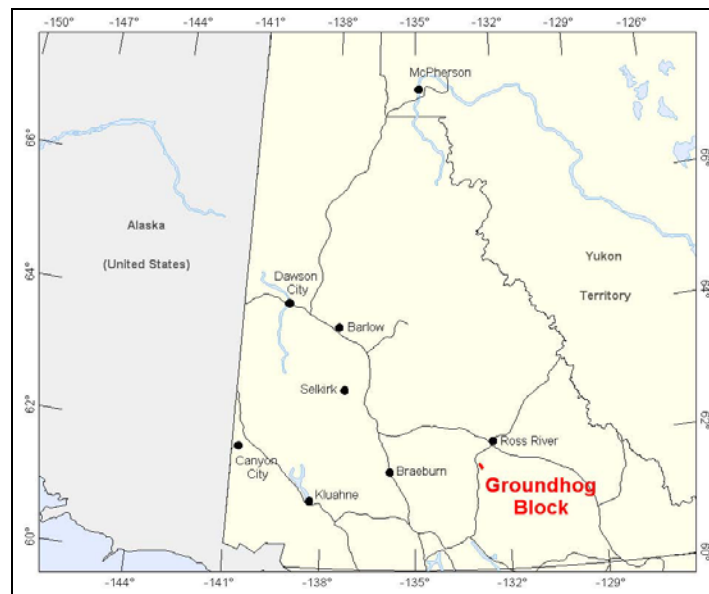 -150° -147° -144° -141° -138° -135° -132° -129° -126°
McPherson
66°
66°
Alaska
(United States)
Yukon
Territory
64°
64°
Dawson
City
Barlow
Selkirk
62°
62°
Ross River
Canyon
City
Braeburn
Kluahne
Groundhog
Block
60°
60°
-144° -141° -138° -135° -132° -129°